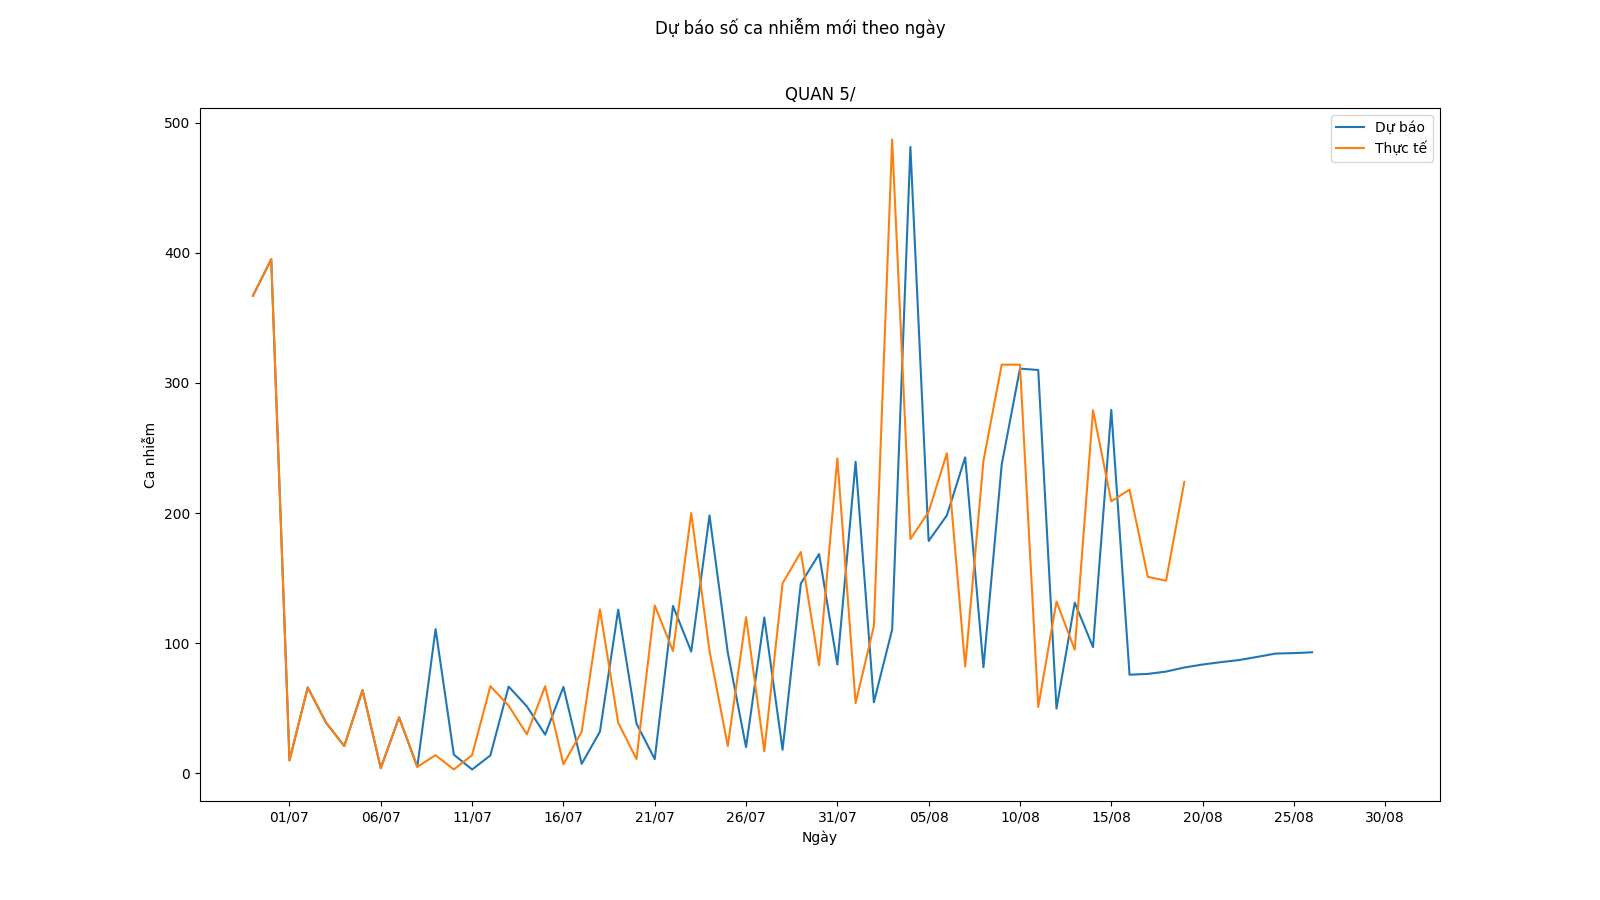 Dự báo số ca nhiễm mới theo ngày
QUAN 5/
Dự báo
Thực tế
500
400
300
200
100
0
Ca nhiễm
01/07 06/07 11/07 16/07 21/07 26/07 31/07 05/08 10/08 15/08 20/08 25/08 30/08
Ngày